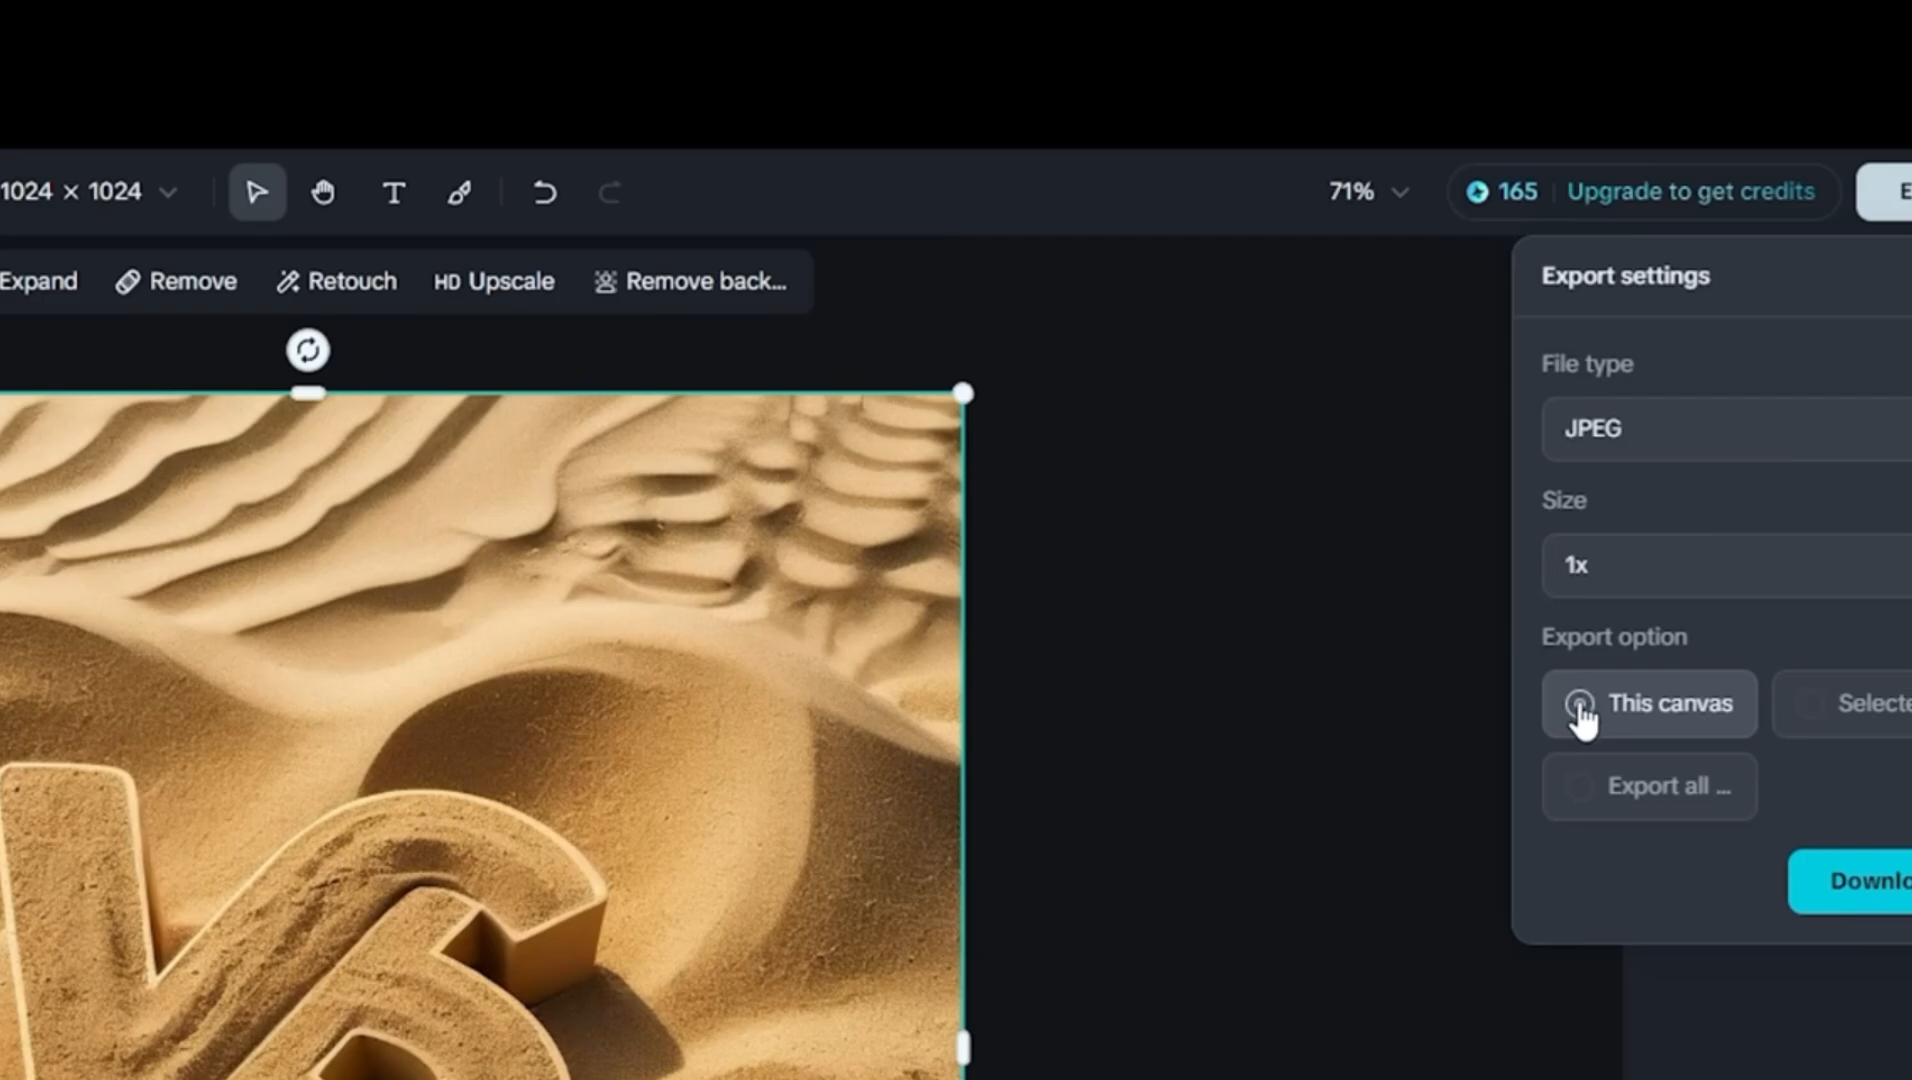 1024 × 1024
71%
165
Upgrade to get credits
Expand
Remove
Retouch
HD Upscale
Remove back...
Export settings
File type
JPEG
Size
1x
Export option
This canvas
Export all ...